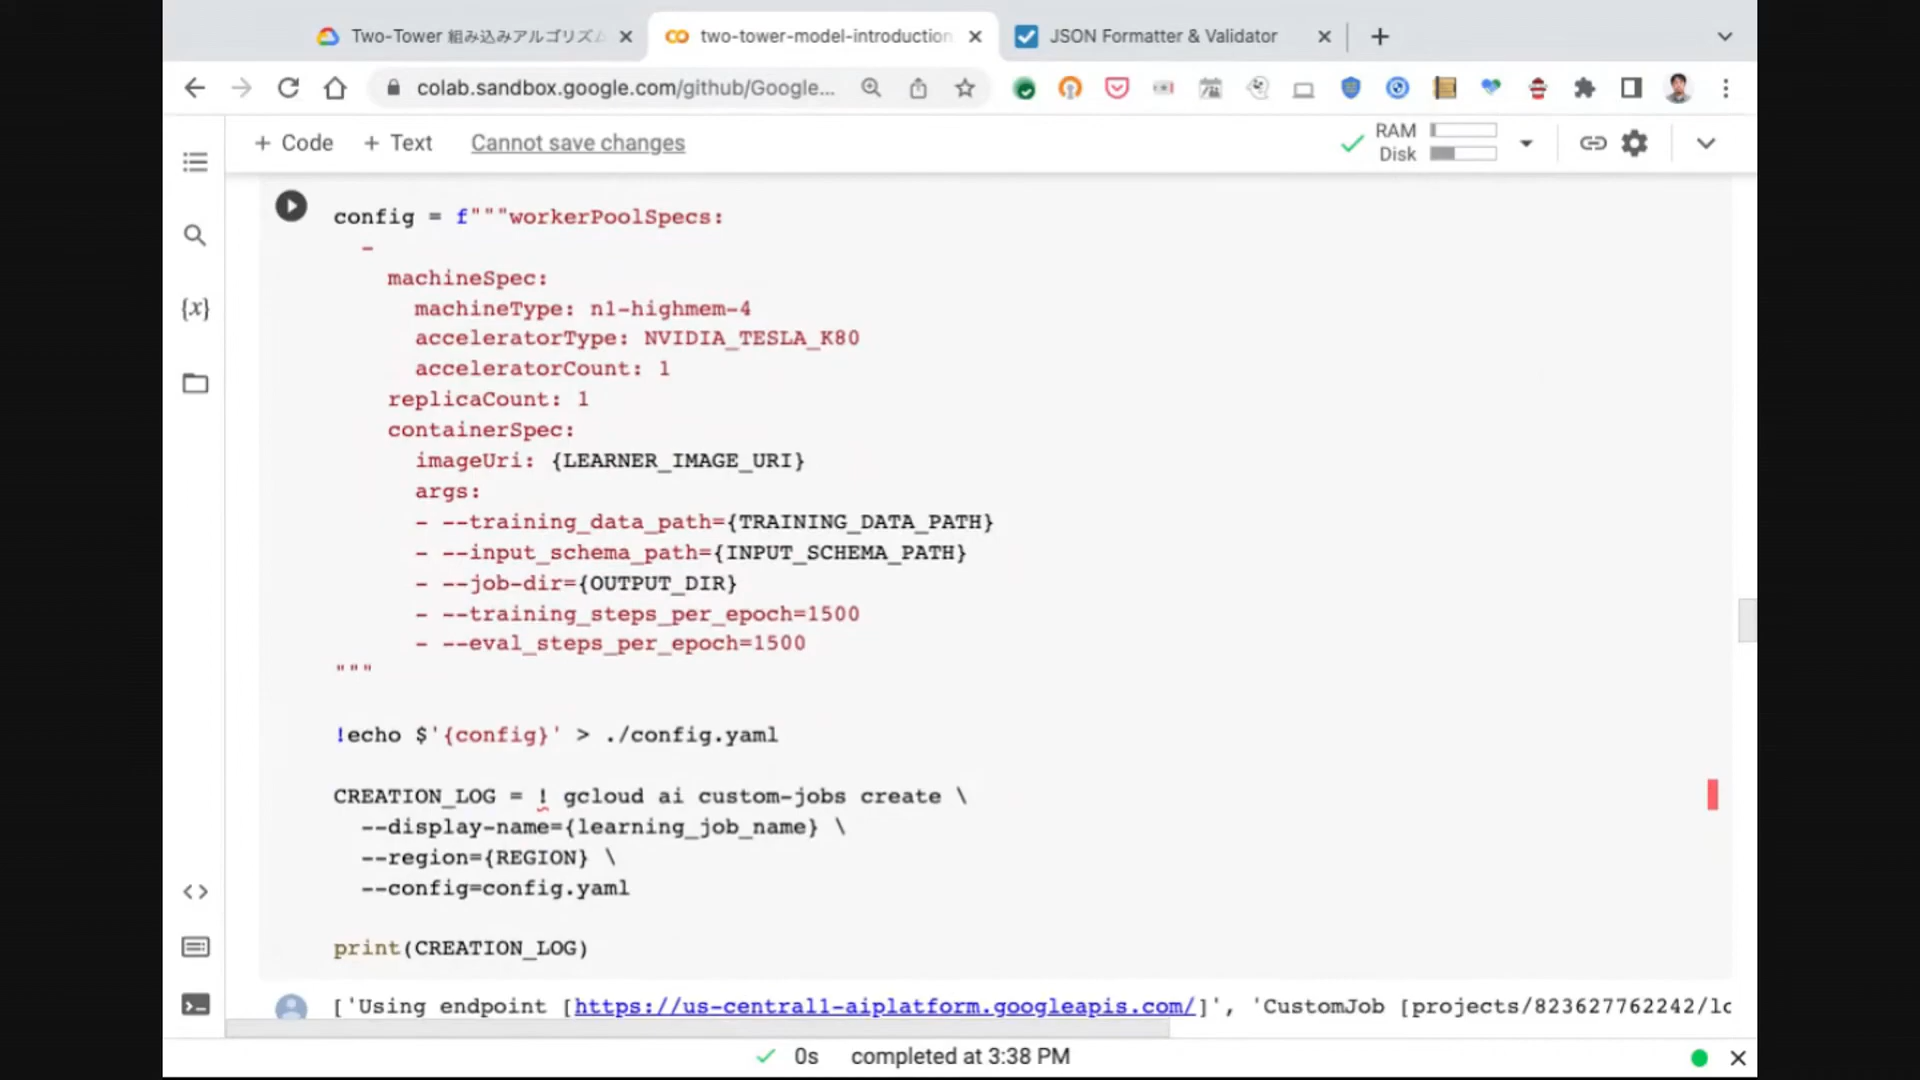 Two-Tower 組み込みアルゴリズム
two-tower-model-introduction
JSON Formatter & Validator
colab.sandbox.google.com/github/Google...
+ Code
+ Text
Cannot save changes
RAM
Disk
{x}
config = f"""workerPoolSpecs:
-
machineSpec:
machineType: n1-highmem-4
acceleratorType: NVIDIA_TESLA_K80
acceleratorCount: 1
replicaCount: 1
containerSpec:
imageUri: {LEARNER_IMAGE_URI}
args:
- --training_data_path={TRAINING_DATA_PATH}
- --input_schema_path={INPUT_SCHEMA_PATH}
- --job-dir={OUTPUT_DIR}
- --training_steps_per_epoch=1500
- --eval_steps_per_epoch=1500
"""
!echo $'{config}' > ./config.yaml
CREATION_LOG = ! gcloud ai custom-jobs create \
--display-name={learning_job_name} \
--region={REGION} \
--config=config.yaml
print(CREATION_LOG)
['Using endpoint [https://us-central1-aiplatform.googleapis.com/]', 'CustomJob [projects/823627762242/lo
0s completed at 3:38 PM